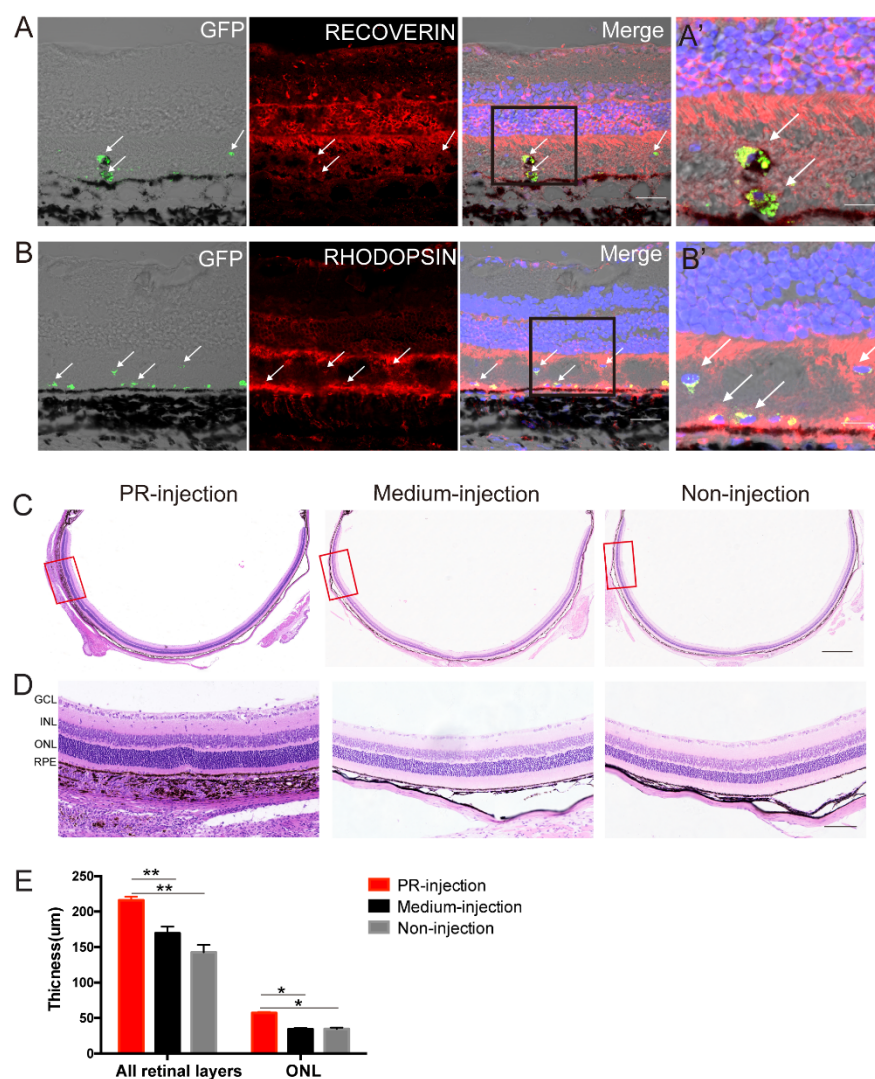 A GFP RECOVERIN Merge A'
B GFP RHODOPSIN Merge B'
PR-injection Medium-injection Non-injection
C
D
GCL
INL
ONL
RPE
E
** 
**
*
*
250
200
150
100
50
0
Thicness(um)
All retinal layers ONL
PR-injection
Medium-injection
Non-injection